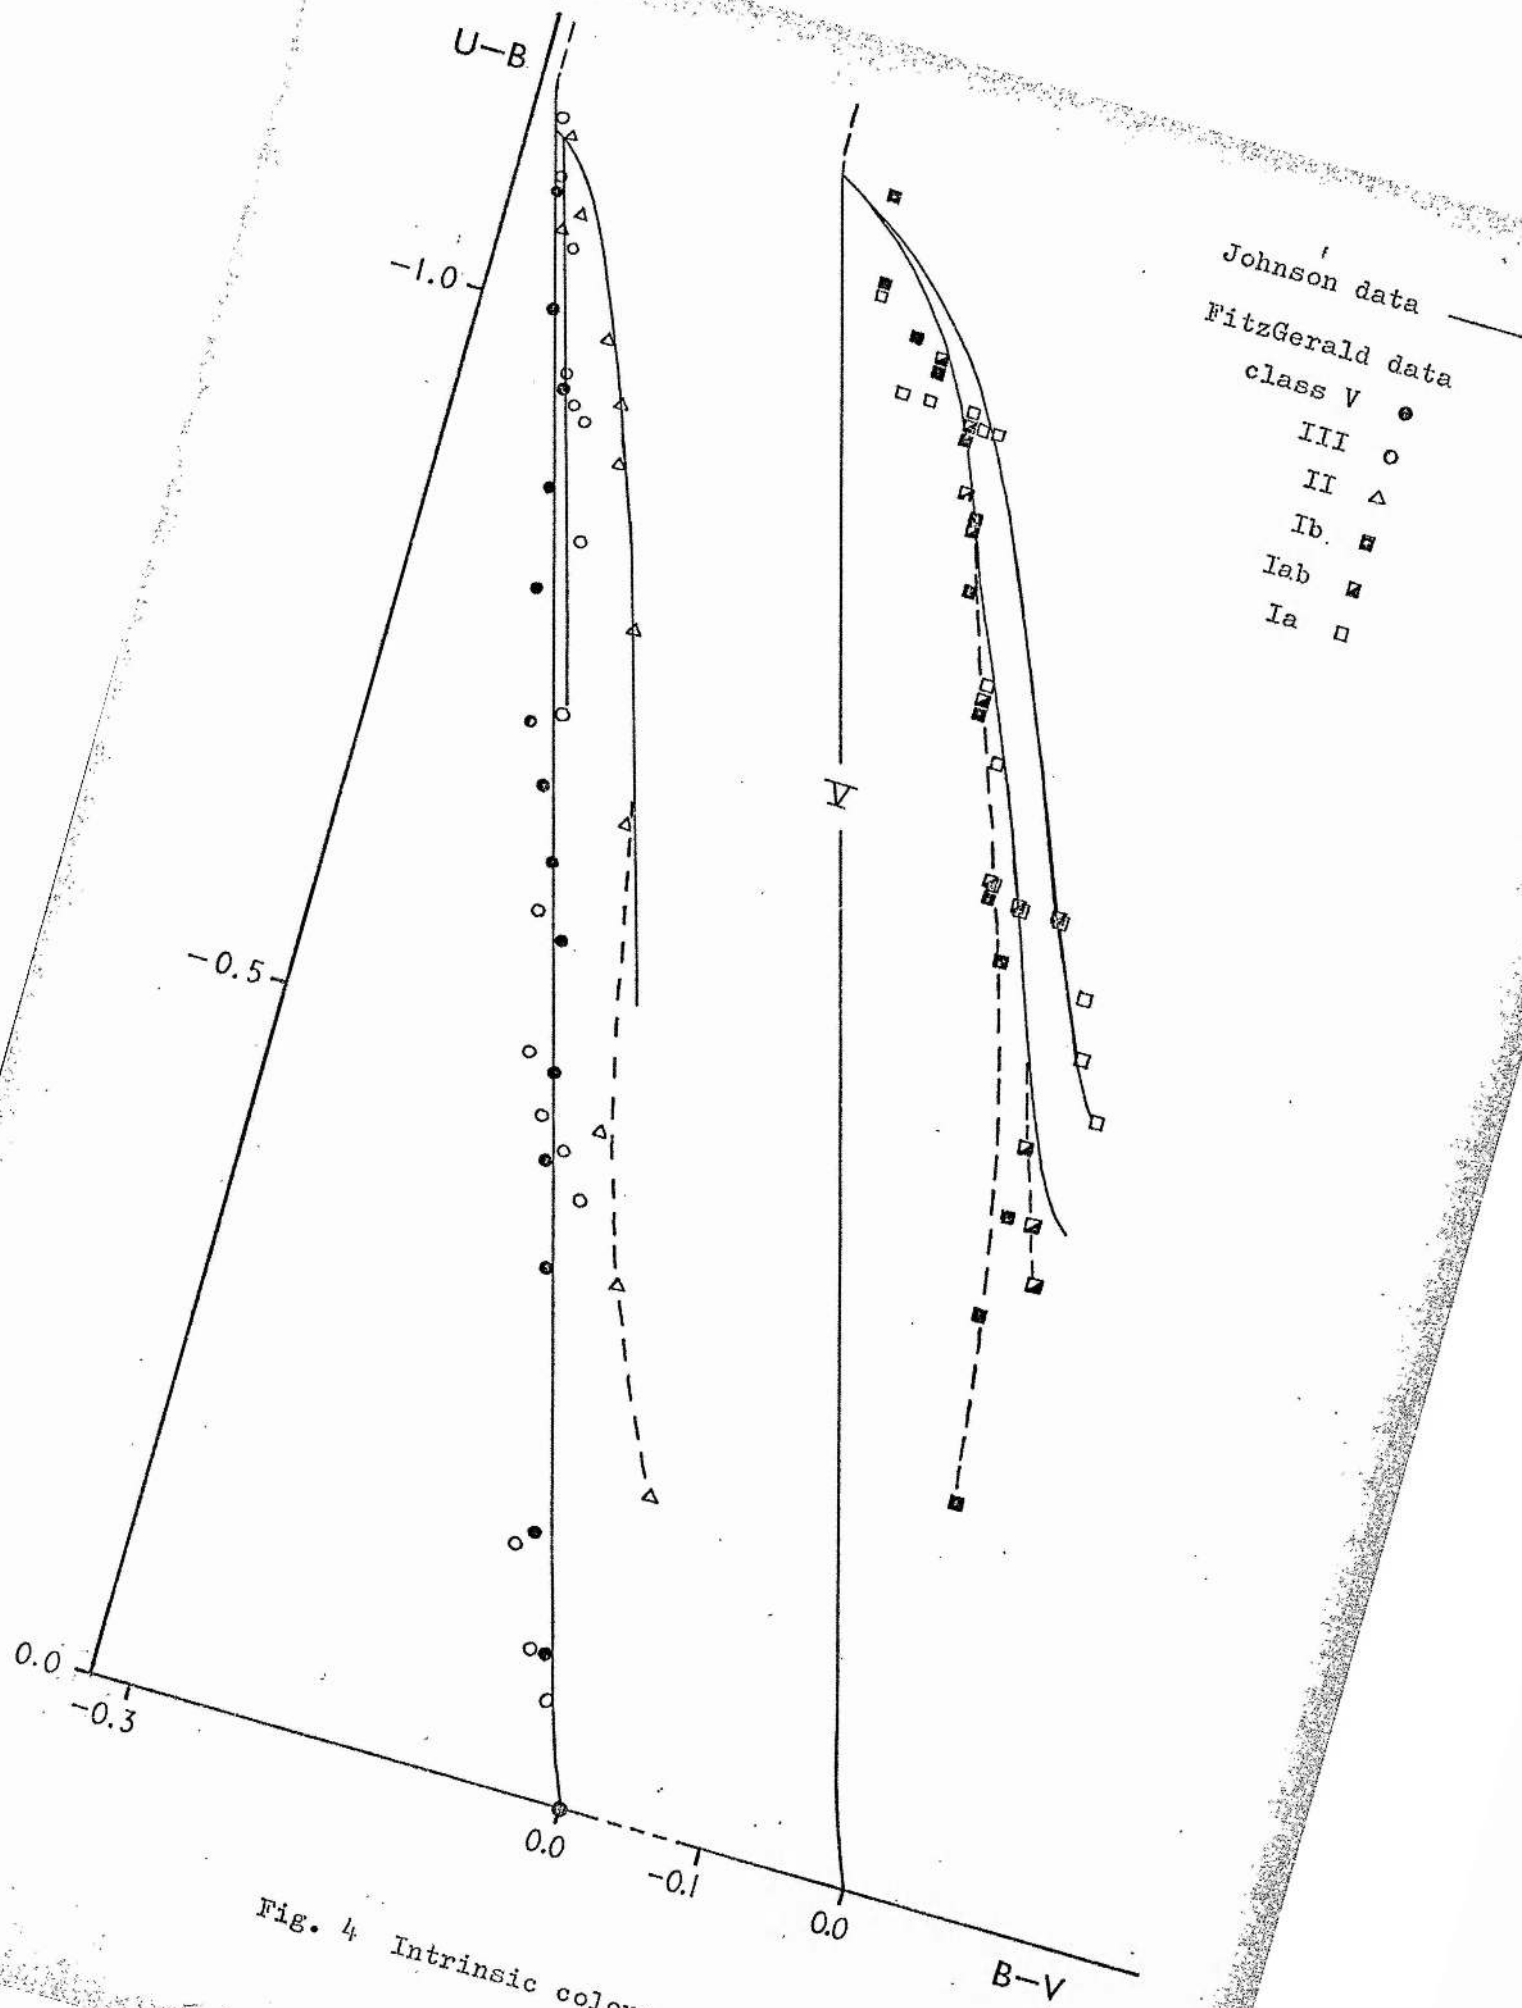 U—B
−1.0
−0.5
0.0
−0.3
0.0
−0.1
0.0
B—V
V
Johnson data
FitzGerald data
class V
III
II
Ib.
Iab
Ia
Fig. 4 Intrinsic